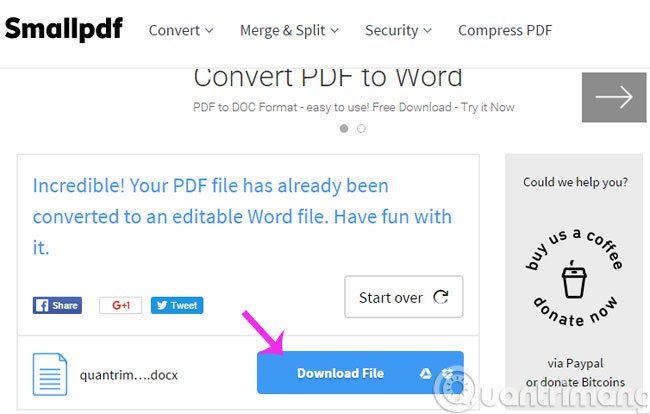 Smallpdf Convert Merge & Split Security Compress PDF
Convert PDF to Word
PDF to DOC Format - easy to use! Free Download - Try it Now
Incredible! Your PDF file has already been
converted to an editable Word file. Have fun with
it.
Share G+1 Tweet
Start over
quantrim....docx
Download File
Could we help you?
buy us a coffee
donate now
via Paypal
or donate Bitcoins
Quantrimang